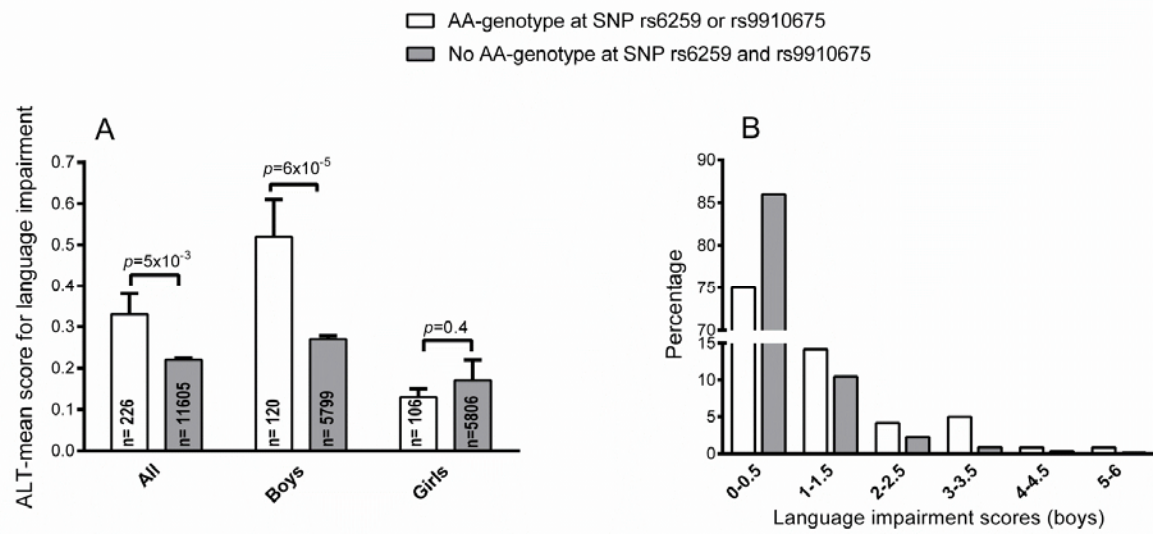 AA-genotype at SNP rs6259 or rs9910675
No AA-genotype at SNP rs6259 and rs9910675
A
ALT-mean score for language impairment
0.7
0.6
0.5
0.4
0.3
0.2
0.1
0.0
p=5x10⁻³
p=6x10⁻⁵
p=0.4
n= 226
n= 11605
n= 120
n= 5799
n= 106
n=5806
All
Boys
Girls
B
Percentage
90
85
80
75
70
15
10
5
0
0-0.5
1-1.5
2-2.5
3-3.5
4-4.5
5-6
Language impairment scores (boys)